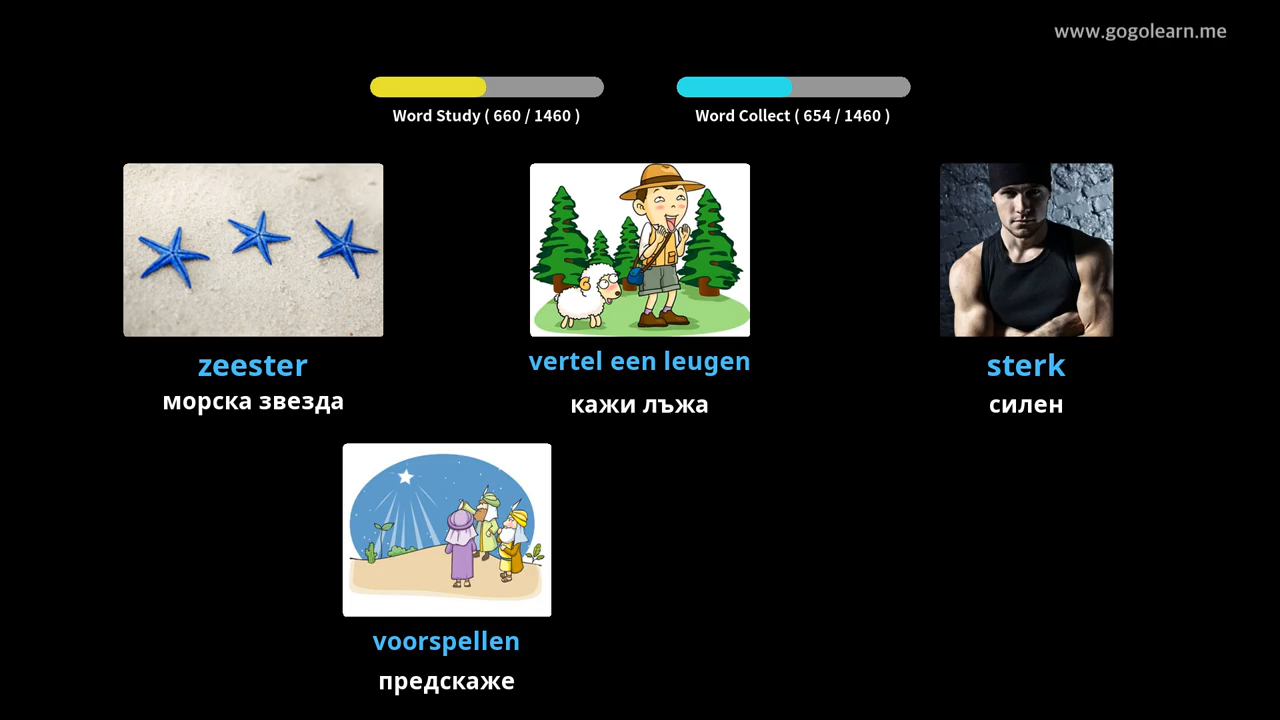 www.gogolearn.me
Word Study ( 660 / 1460 )
Word Collect ( 654 / 1460 )
zeester
морска звезда
vertel een leugen
кажи лъжа
sterk
силен
voorspellen
предскаже